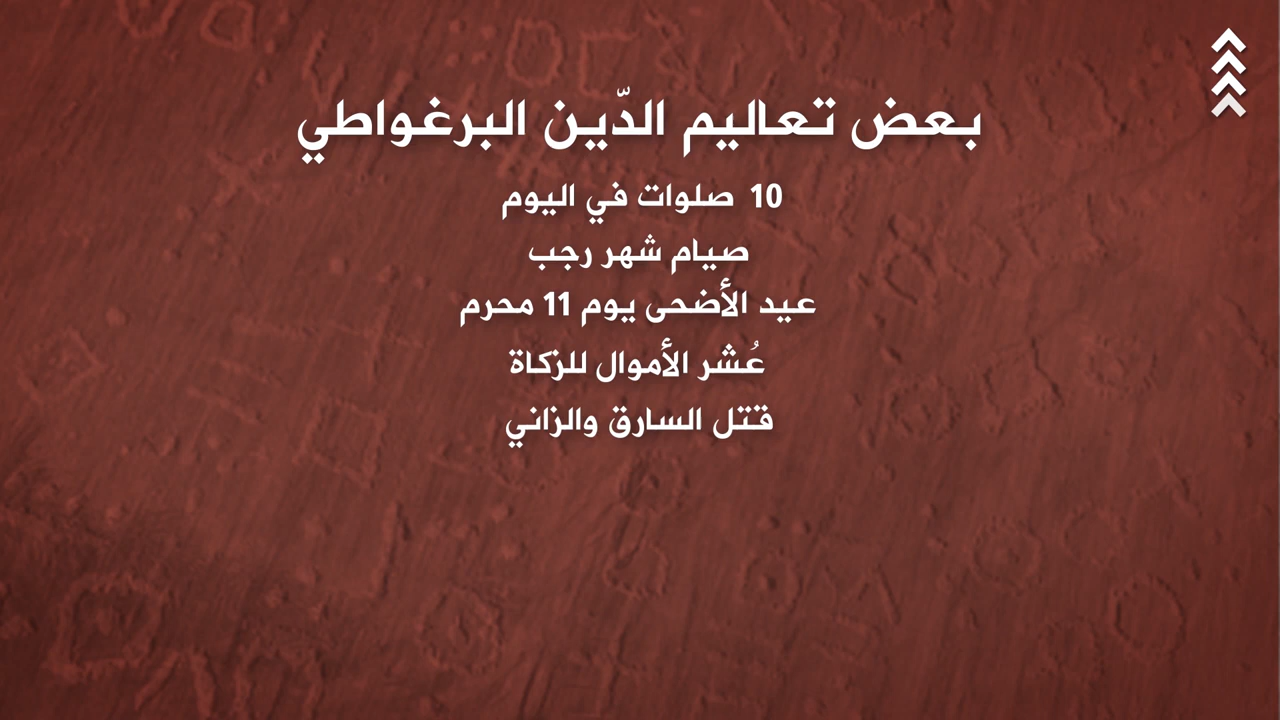 بعض تعاليم الدّين البرغواطي
10 صلوات في اليوم
صيام شهر رجب
عيد الأضحى يوم 11 محرم
عُشر الأموال للزكاة
قتل السارق والزاني